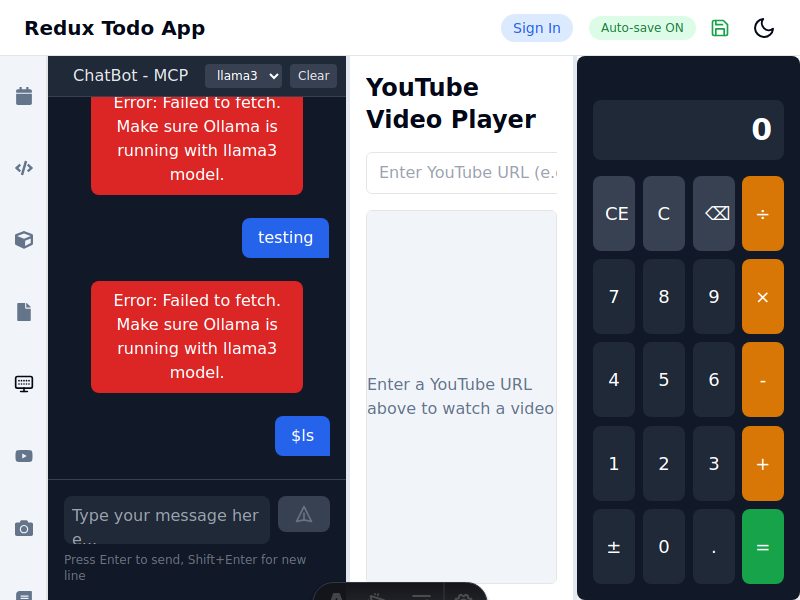 Redux Todo App
Sign In
Auto-save ON
ChatBot - MCP
llama3
Clear
Error: Failed to fetch.
Make sure Ollama is
running with llama3
model.
testing
Error: Failed to fetch.
Make sure Ollama is
running with llama3
model.
$ls
Type your message her
e...
Press Enter to send, Shift+Enter for new
line
YouTube
Video Player
Enter YouTube URL (e.
Enter a YouTube URL
above to watch a video
0
CE C ⌫ ÷
7 8 9 ×
4 5 6 -
1 2 3 +
± 0 . =